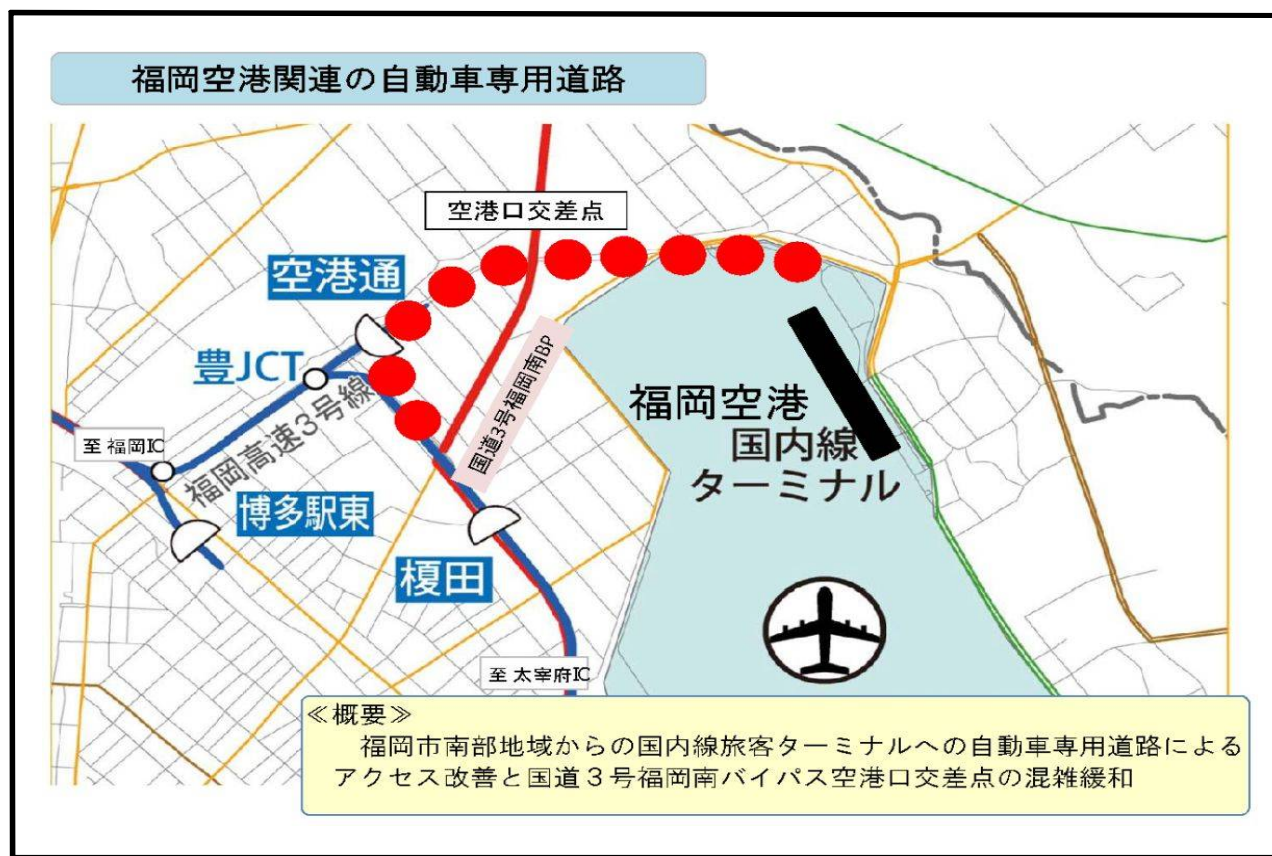 福岡空港関連の自動車専用道路
空港口交差点
空港通
豊JCT
国道3号福岡南BP
福岡高速3号線
至 福岡IC
福岡空港
国内線
ターミナル
博多駅東
榎田
至 太宰府IC
≪概要≫
福岡市南部地域からの国内線旅客ターミナルへの自動車専用道路による
アクセス改善と国道３号福岡南バイパス空港口交差点の混雑緩和